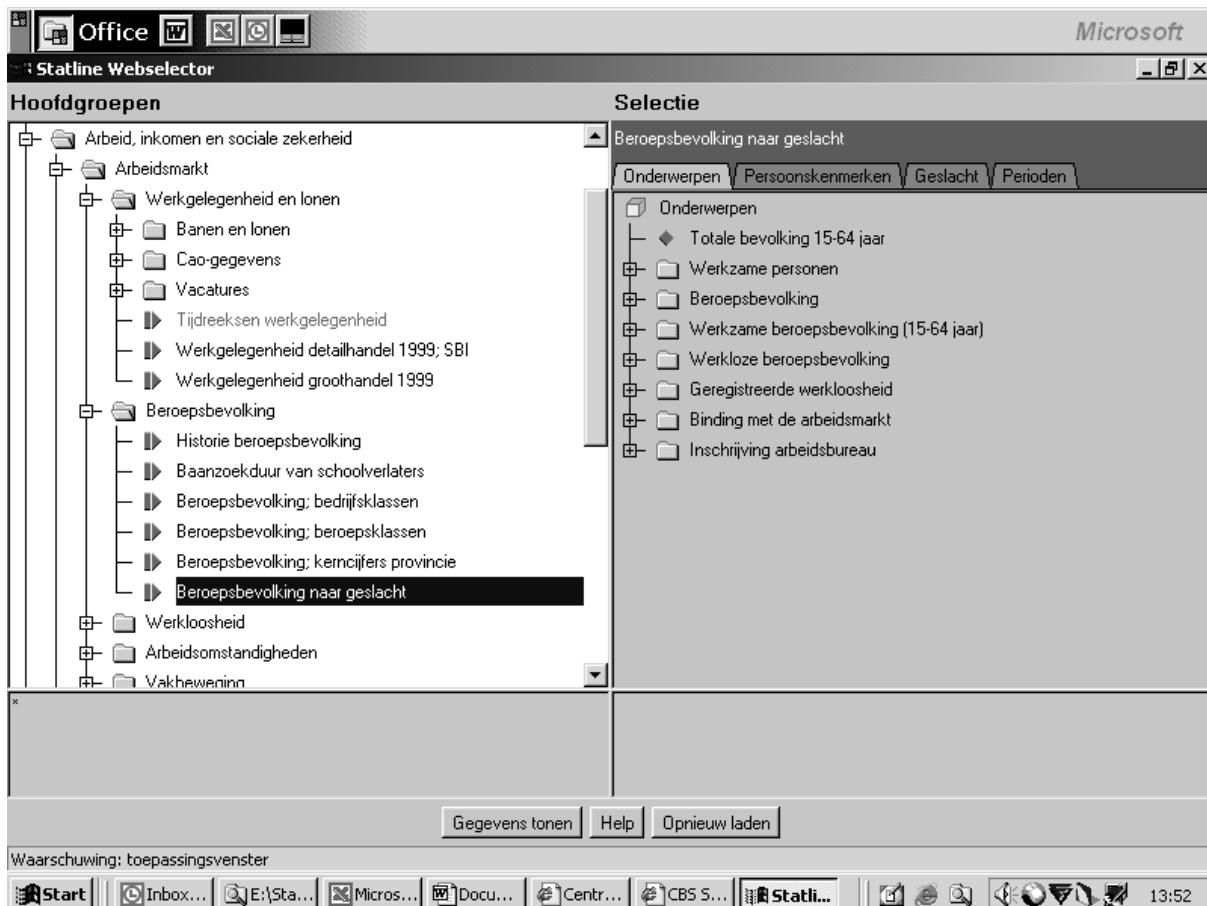 Office
Microsoft
Statline Webselector
Hoofdgroepen
Arbeid, inkomen en sociale zekerheid
Arbeidsmarkt
Werkgelegenheid en lonen
Banen en lonen
Cao-gegevens
Vacatures
Tijdreeksen werkgelegenheid
Werkgelegenheid detailhandel 1999; SBI
Werkgelegenheid groothandel 1999
Beroepsbevolking
Historie beroepsbevolking
Baanzoekduur van schoolverlaters
Beroepsbevolking; bedrijfsklassen
Beroepsbevolking; beroepsklassen
Beroepsbevolking; kerncijfers provincie
Beroepsbevolking naar geslacht
Werkloosheid
Arbeidsomstandigheden
Vakbeweging
Selectie
Beroepsbevolking naar geslacht
Onderwerpen Persoonskenmerken Geslacht Perioden
Onderwerpen
Totale bevolking 15-64 jaar
Werkzame personen
Beroepsbevolking
Werkzame beroepsbevolking (15-64 jaar)
Werkloze beroepsbevolking
Geregistreerde werkloosheid
Binding met de arbeidsmarkt
Inschrijving arbeidsbureau
*
Gegevens tonen Help Opnieuw laden
Waarschuwing: toepassingsvenster
Start Inbox... E:\Sta... Micros... Docu... Centr... CBS S... Statli... 13:52